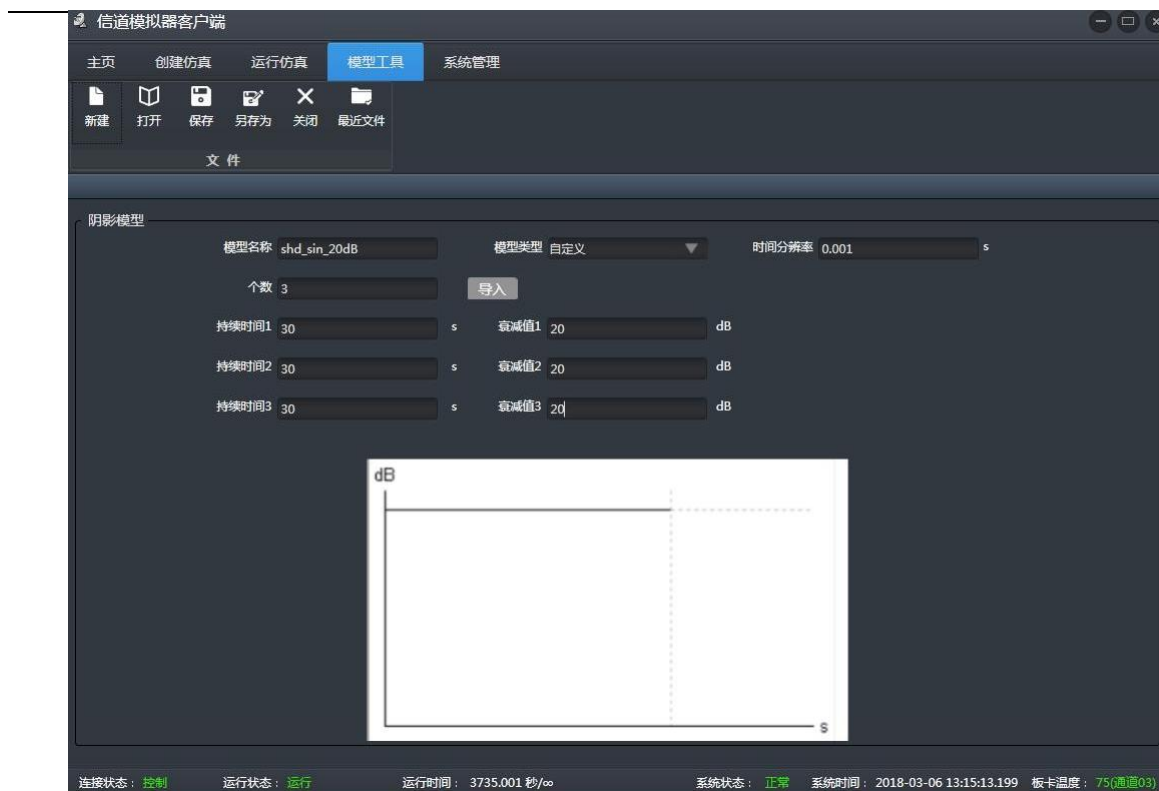 信道模拟器客户端
主页 创建仿真 运行仿真 模型工具 系统管理
新建 打开 保存 另存为 关闭 最近文件
文 件
阴影模型
模型名称 shd_sin_20dB 模型类型 自定义 时间分辨率 0.001 s
个数 3 导入
持续时间1 30 s 衰减值1 20 dB
持续时间2 30 s 衰减值2 20 dB
持续时间3 30 s 衰减值3 20 dB
dB
s
连接状态： 控制 运行状态： 运行 运行时间： 3735.001 秒/∞ 系统状态： 正常 系统时间： 2018-03-06 13:15:13.199 板卡温度： 75(通道03)